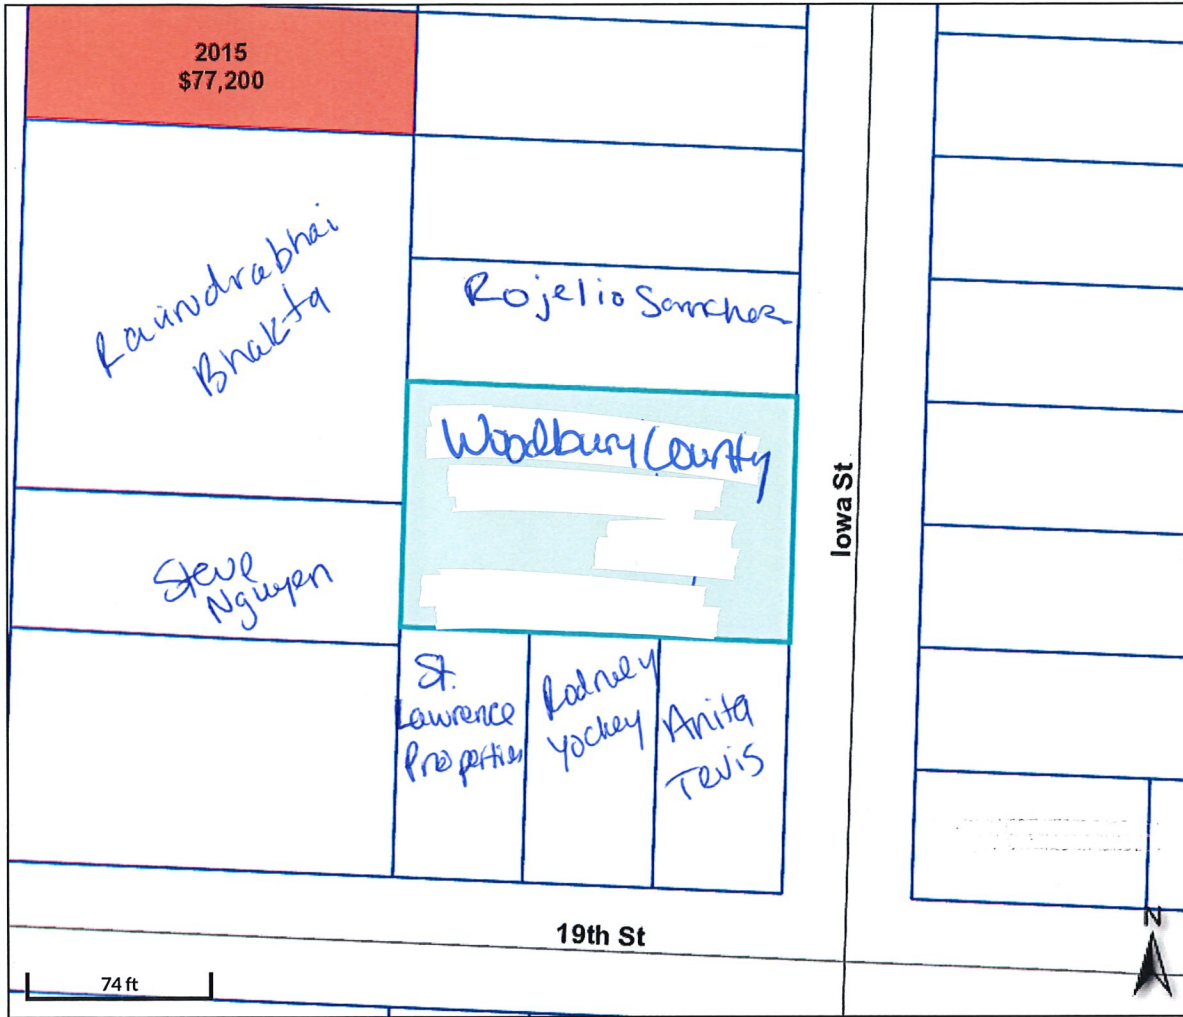 2015
$77,200
Ravindrabhai
Bhakta
Rojelio Sanchez
Woodbury County
Iowa St
Steve
Nguyen
St.
Lawrence
Properties
Rodney
Yockey
Anita
Tevis
19th St
74 ft
N